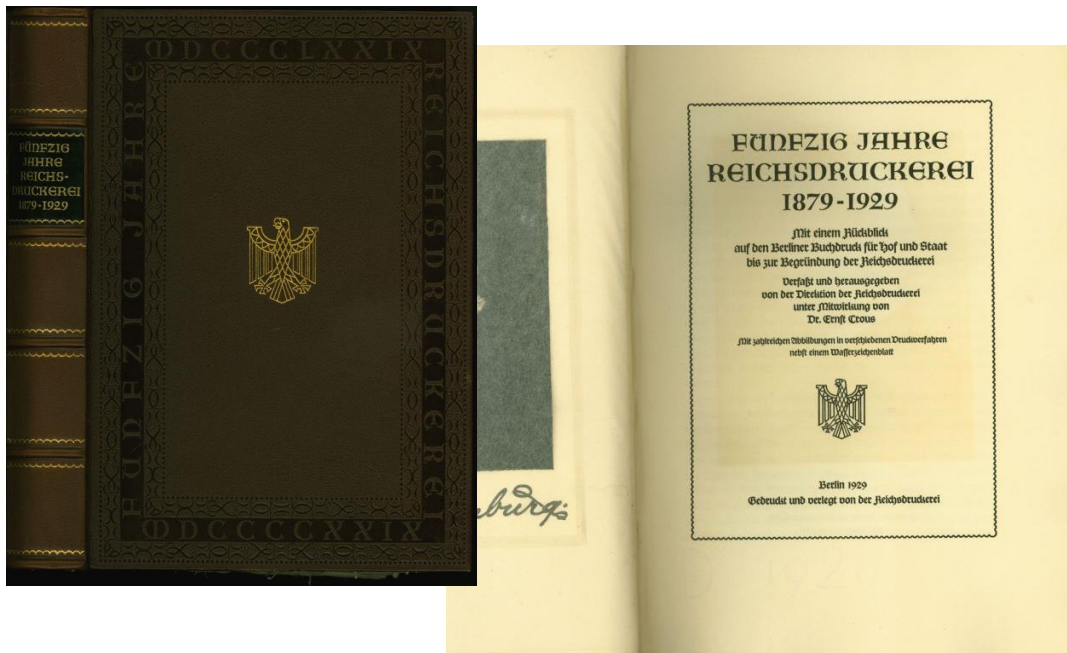 FÜNFZIG
JAHRE
REICHS-
DRUCKEREI
1879-1929
MDCCCCLXXIX
FUNFZIG JAHRE
REICHSDRUCKEREI
MDCCCCXXIX
burg:
FUNFZIG JAHRE
REICHSDRUCKEREI
1879-1929
Mit einem Rückblick
auf den Berliner Buchdruck für Hof und Staat
bis zur Begründung der Reichsdruckerei
Verfaßt und herausgegeben
von der Direktion der Reichsdruckerei
unter Mitwirkung von
Dr. Ernst Crous
Mit zahlreichen Abbildungen in verschiedenen Druckverfahren
nebst einem Wasserzeichenblatt
Berlin 1929
Gedruckt und verlegt von der Reichsdruckerei